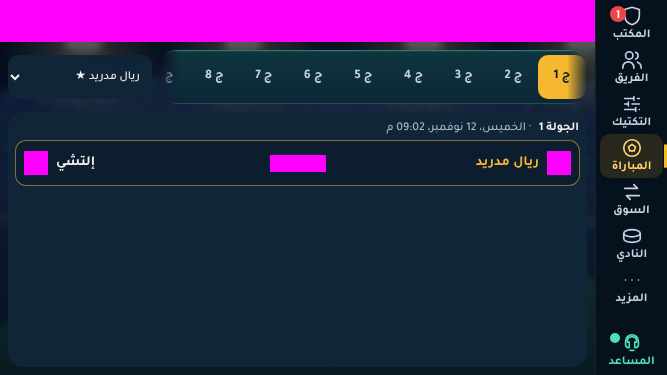 1
المكتب
الفريق
التكتيك
المباراة
السوق
النادي
المزيد
المساعد
ج 1
ج 2
ج 3
ج 4
ج 5
ج 6
ج 7
ج 8
ج
ريال مدريد ★
الجولة 1 · الخميس، 12 نوفمبر، 09:02 م
ريال مدريد
إلتشي